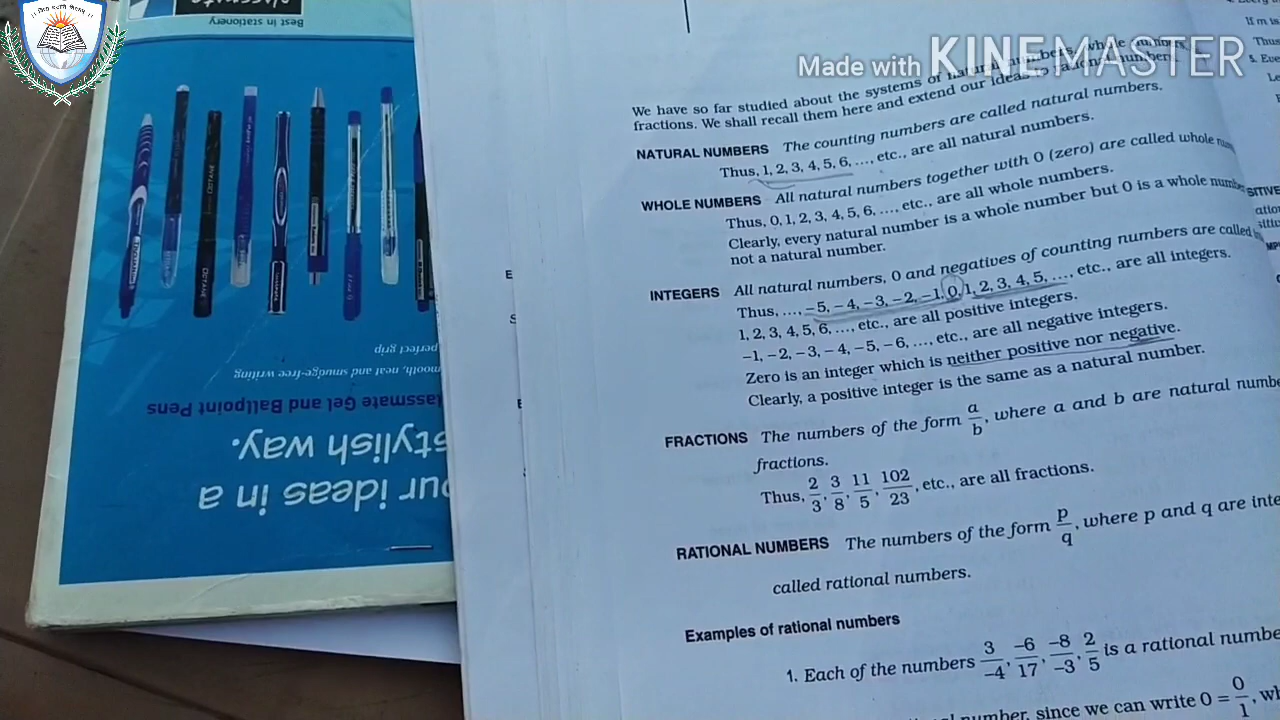 Made with KINEMASTER
We have so far studied about the systems of natural numbers, whole numbers,
fractions. We shall recall them here and extend our ideas to rational numbers.
NATURAL NUMBERS The counting numbers are called natural numbers.
Thus, 1, 2, 3, 4, 5, 6, ...., etc., are all natural numbers.
WHOLE NUMBERS All natural numbers together with 0 (zero) are called whole
Thus, 0, 1, 2, 3, 4, 5, 6, ...., etc., are all whole numbers.
Clearly, every natural number is a whole number but 0 is a whole number
not a natural number.
INTEGERS All natural numbers, 0 and negatives of counting numbers are called
Thus, ...., −5, −4, −3, −2, −1, 0, 1, 2, 3, 4, 5, ...., etc., are all integers.
1, 2, 3, 4, 5, 6, ...., etc., are all positive integers.
−1, −2, −3, −4, −5, −6, ...., etc., are all negative integers.
Zero is an integer which is neither positive nor negative.
Clearly, a positive integer is the same as a natural number.
FRACTIONS The numbers of the form a/b, where a and b are natural
fractions.
Thus, 2/3, 3/8, 11/5, 102/23, etc., are all fractions.
RATIONAL NUMBERS The numbers of the form p/q, where p and q are
called rational numbers.
Examples of rational numbers
1. Each of the numbers 3/−4, −6/17, −8/−3, 2/5 is a rational
number, since we can write 0 = 0/1,
If m is
Thus
5.
Best in stationery
perfect grip
neat and smudge-free writing
Gel and Ballpoint Pens
way.
ideas in a